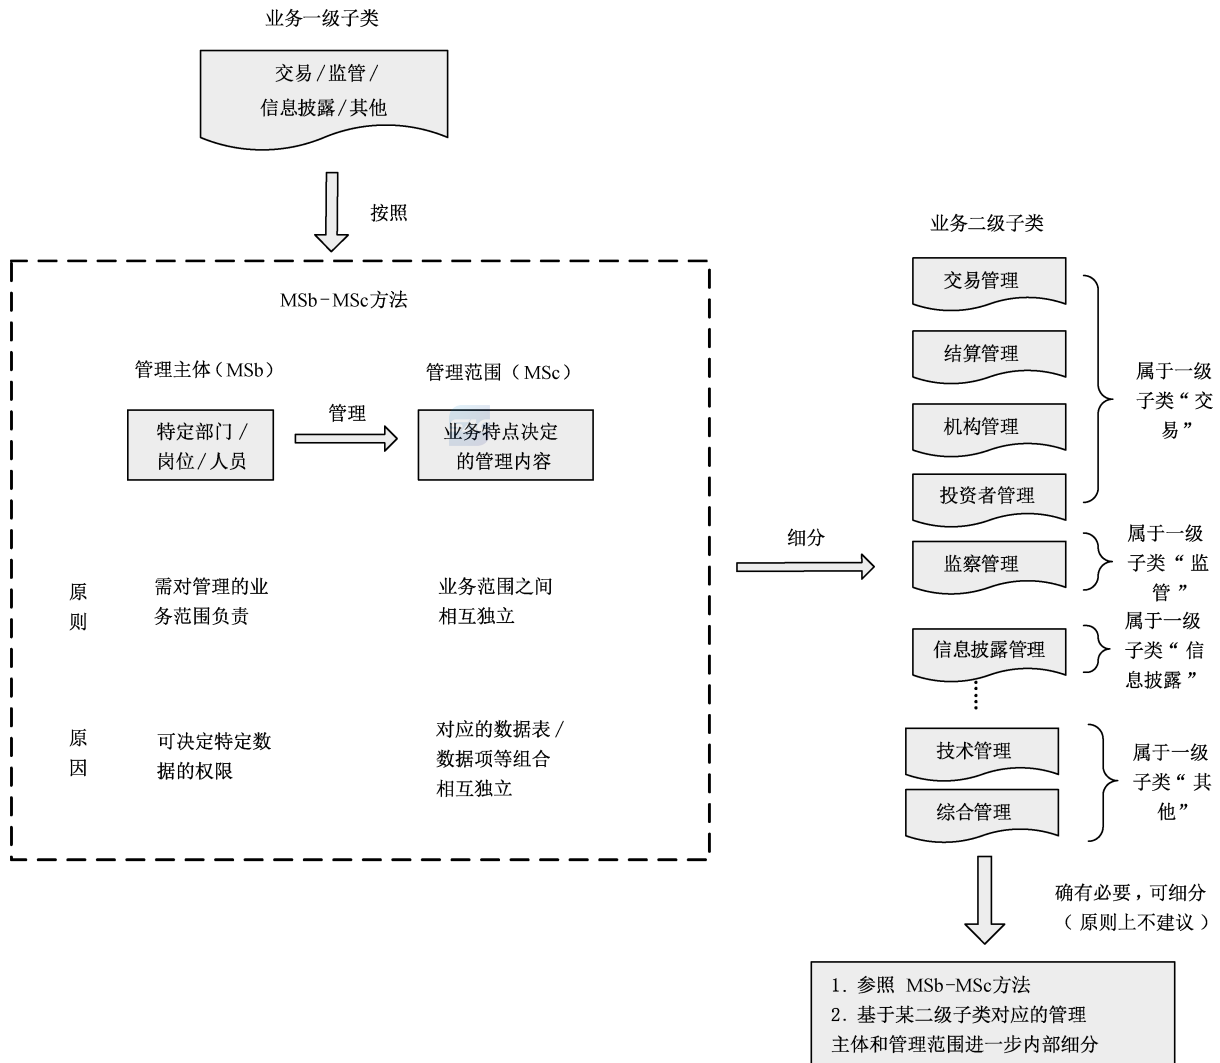 业务一级子类
交易/监管/
信息披露/其他
按照
MSb-MSc方法
管理主体(MSb)
管理范围(MSc)
特定部门/
岗位/人员
管理
业务特点决定
的管理内容
原
则
需对管理的业
务范围负责
业务范围之间
相互独立
原
因
可决定特定数
据的权限
对应的数据表/
数据项等组合
相互独立
细分
业务二级子类
交易管理
结算管理
机构管理
投资者管理
属于一级
子类“交
易”
监察管理
属于一级
子类“监
管”
信息披露管理
属于一级
子类“信
息披露”
技术管理
综合管理
属于一级
子类“其
他”
确有必要,可细分
(原则上不建议)
1. 参照 MSb-MSc方法
2. 基于某二级子类对应的管理
主体和管理范围进一步内部细分